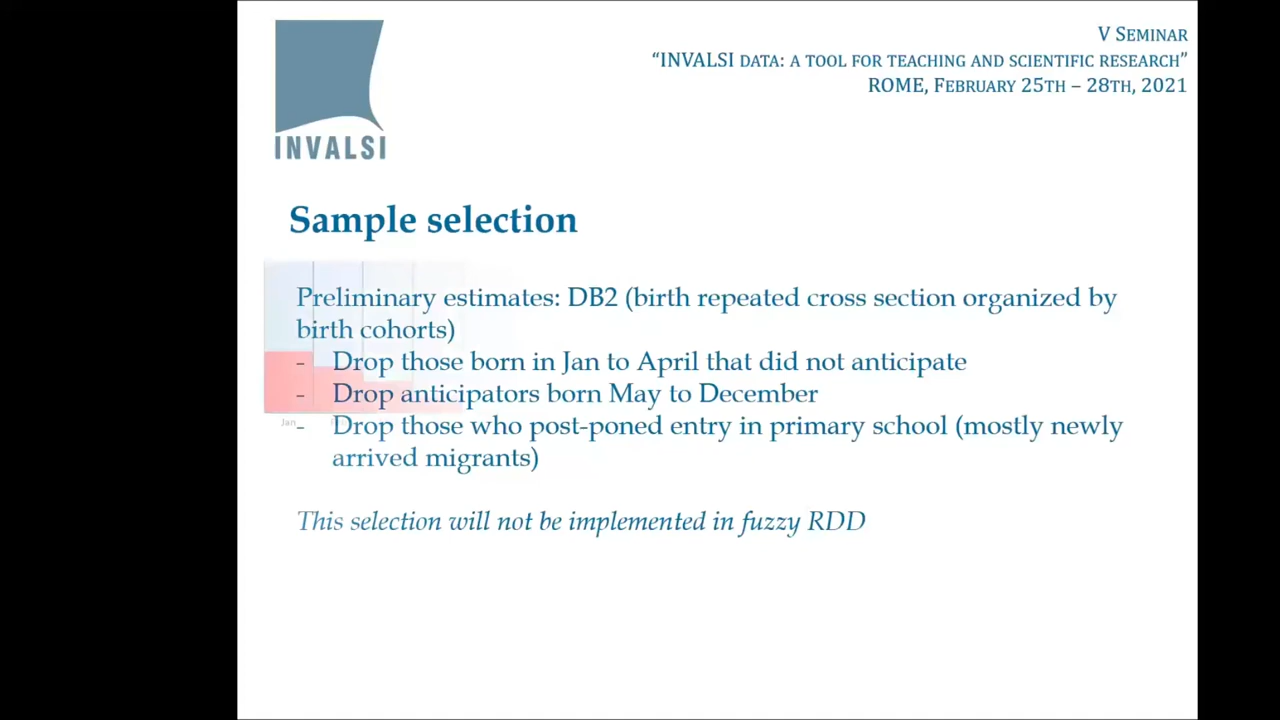 V SEMINAR
“INVALSI DATA: A TOOL FOR TEACHING AND SCIENTIFIC RESEARCH”
ROME, FEBRUARY 25TH – 28TH, 2021
INVALSI
Sample selection
Preliminary estimates: DB2 (birth repeated cross section organized by
birth cohorts)
- Drop those born in Jan to April that did not anticipate
- Drop anticipators born May to December
- Drop those who post-poned entry in primary school (mostly newly
arrived migrants)
Jan
This selection will not be implemented in fuzzy RDD